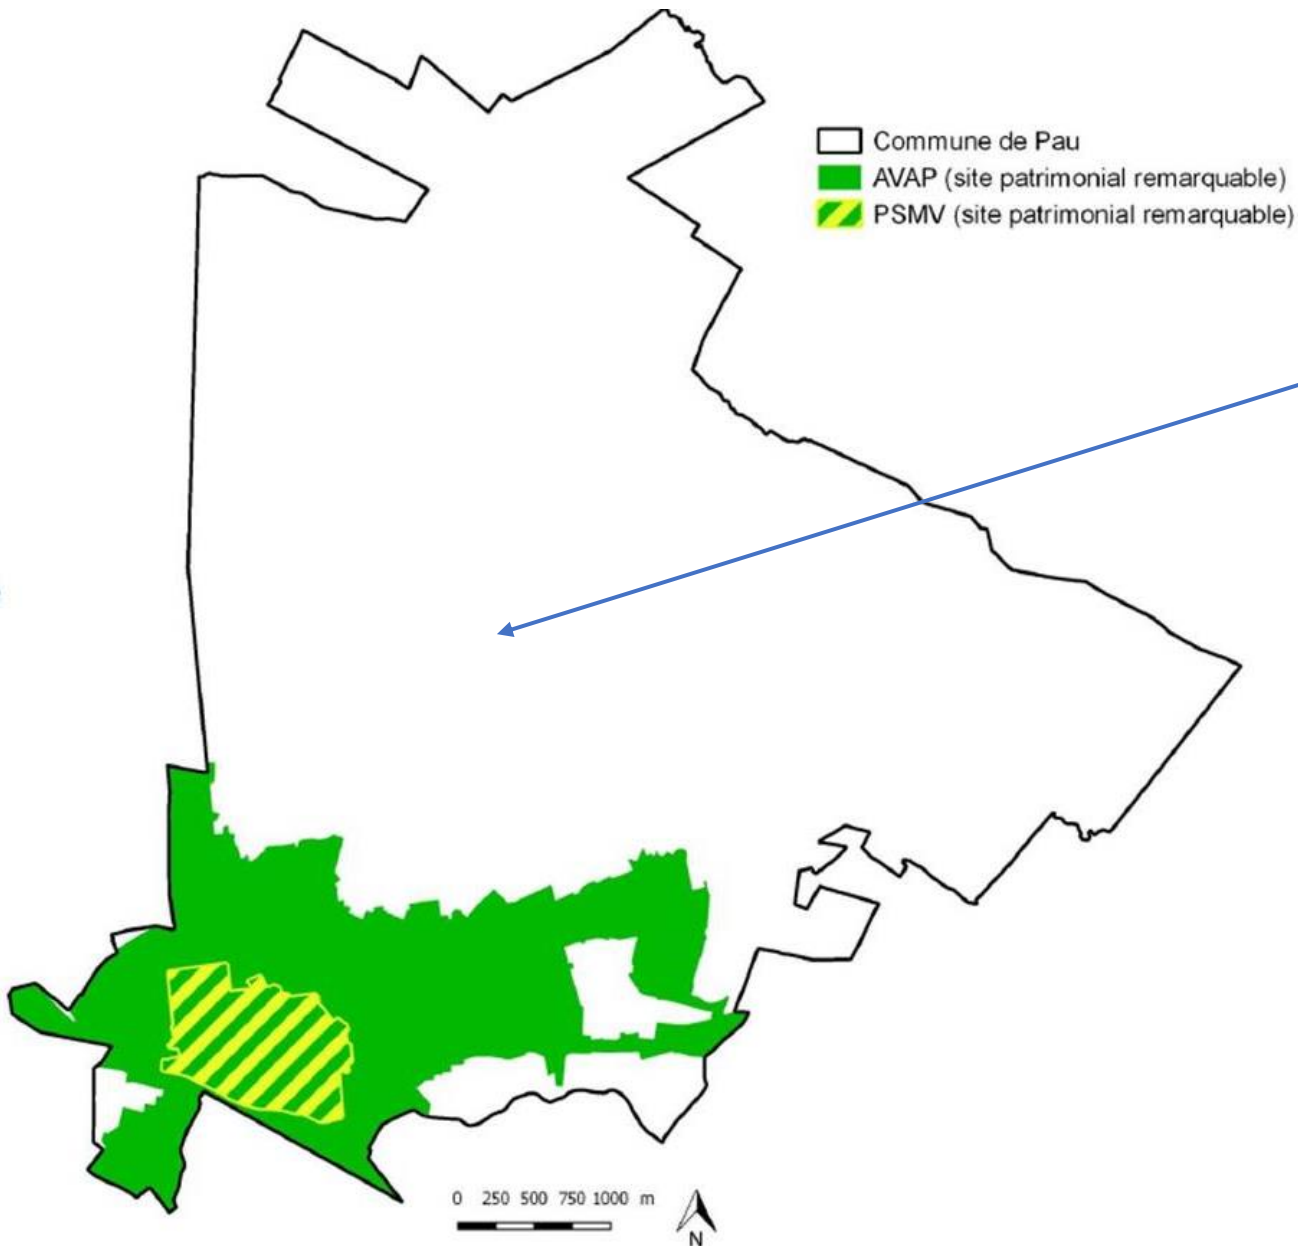 Commune de Pau
AVAP (site patrimonial remarquable)
PSMV (site patrimonial remarquable)
0 250 500 750 1000 m
N